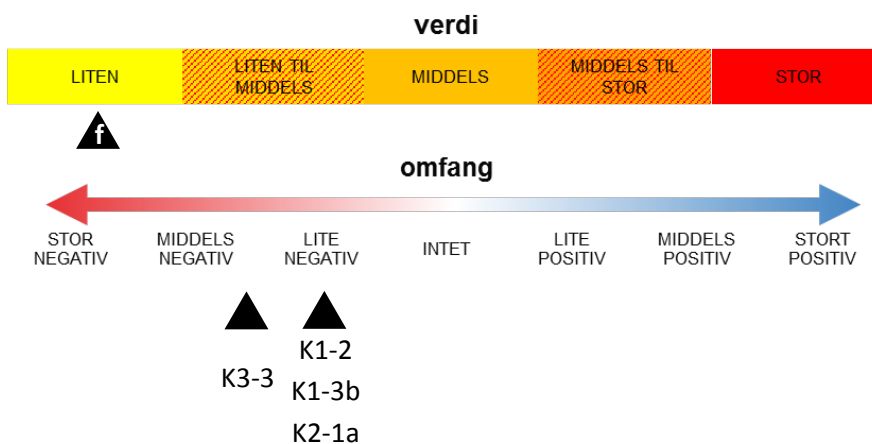 verdi
LITEN
LITEN TIL
MIDDELS
MIDDELS
MIDDELS TIL
STOR
STOR
f
omfang
STOR
NEGATIV
MIDDELS
NEGATIV
LITE
NEGATIV
INTET
LITE
POSITIV
MIDDELS
POSITIV
STORT
POSITIV
K3-3
K1-2
K1-3b
K2-1a